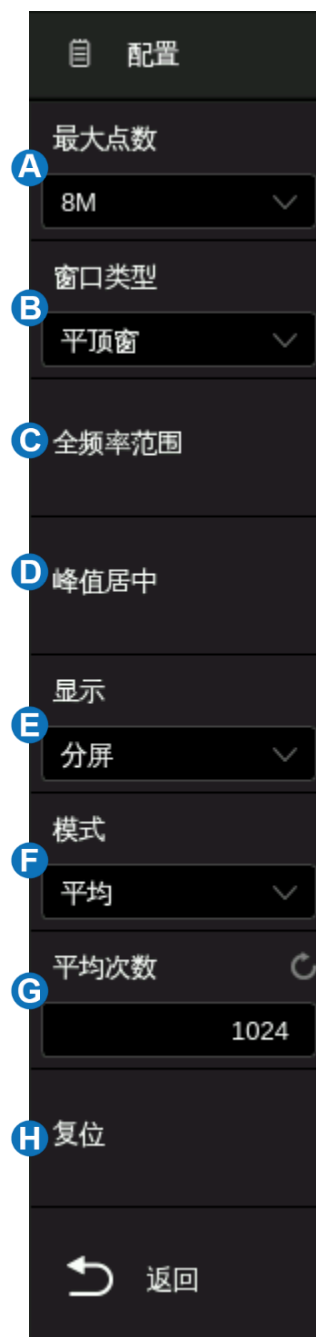 配置
最大点数
A
8M
窗口类型
B
平顶窗
C 全频率范围
D 峰值居中
显示
E
分屏
模式
F
平均
平均次数
G
1024
H 复位
返回